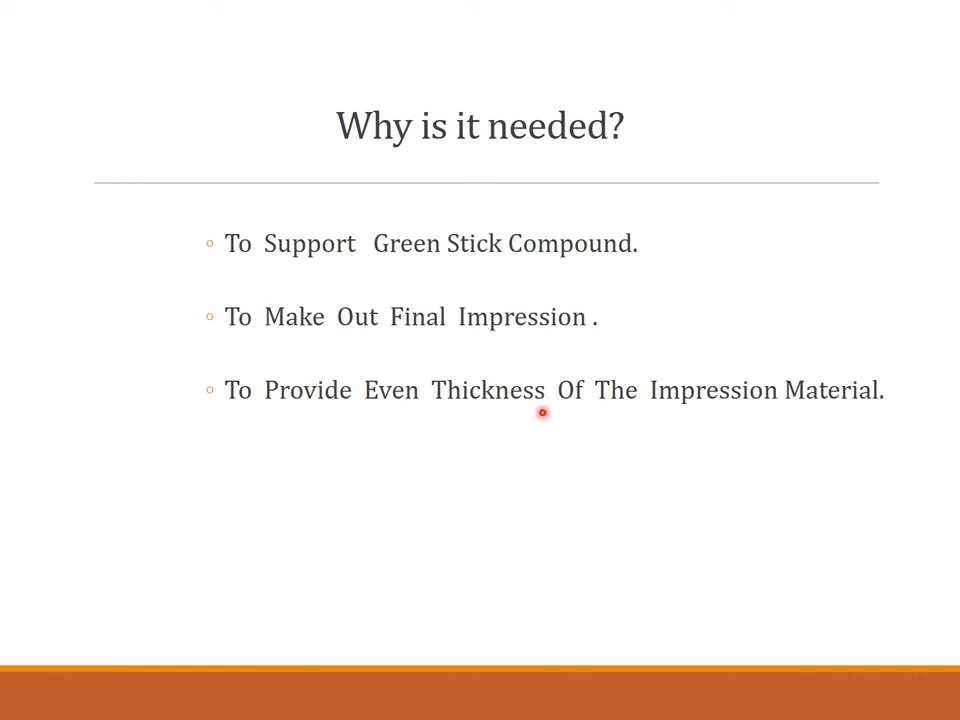 Why is it needed?
To Support Green Stick Compound.
To Make Out Final Impression .
To Provide Even Thickness Of The Impression Material.